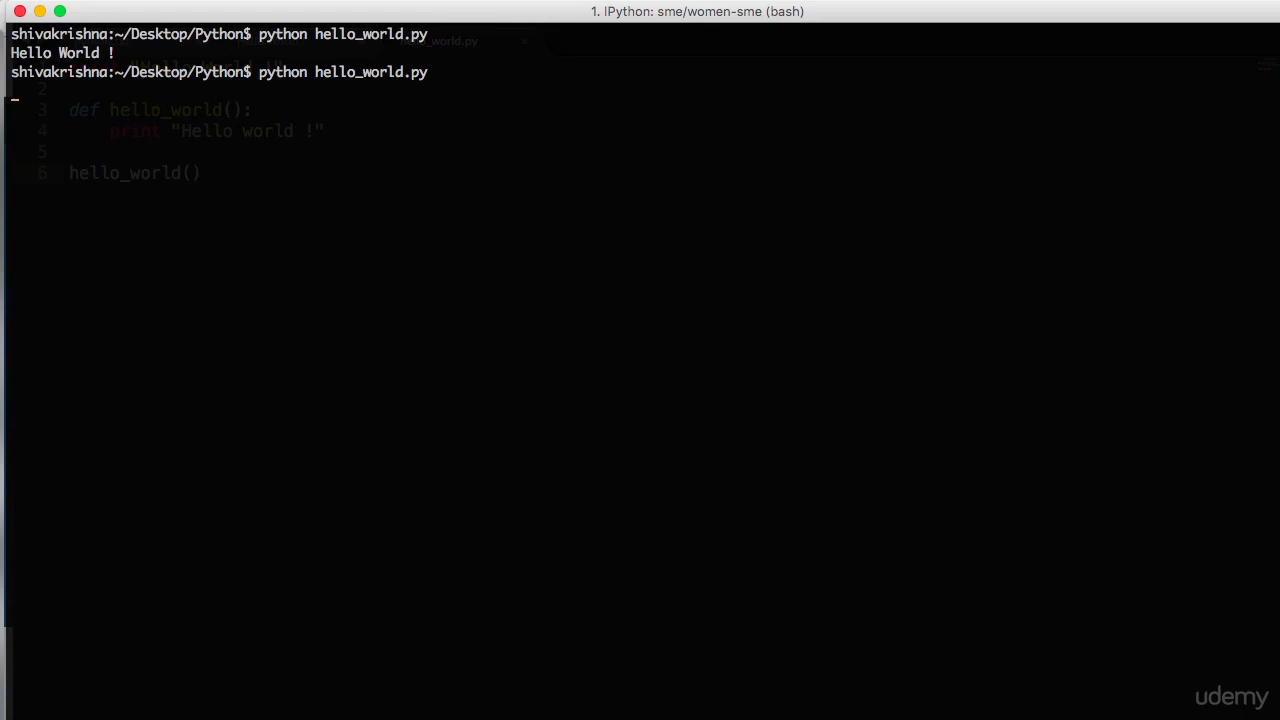 1. IPython: sme/women-sme (bash)
shivakrishna:~/Desktop/Python$ python hello_world.py
Hello World !
shivakrishna:~/Desktop/Python$ python hello_world.py
2
3 def hello_world():
4 print "Hello world !"
5
6 hello_world()
udemy